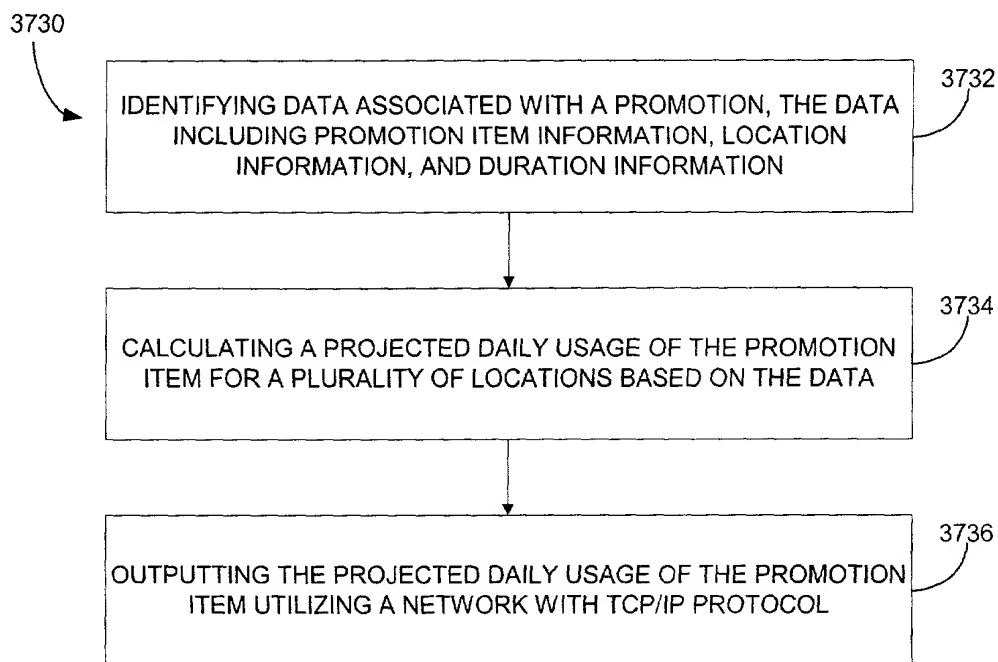 3730
3732
IDENTIFYING DATA ASSOCIATED WITH A PROMOTION, THE DATA
INCLUDING PROMOTION ITEM INFORMATION, LOCATION
INFORMATION, AND DURATION INFORMATION
3734
CALCULATING A PROJECTED DAILY USAGE OF THE PROMOTION
ITEM FOR A PLURALITY OF LOCATIONS BASED ON THE DATA
3736
OUTPUTTING THE PROJECTED DAILY USAGE OF THE PROMOTION
ITEM UTILIZING A NETWORK WITH TCP/IP PROTOCOL